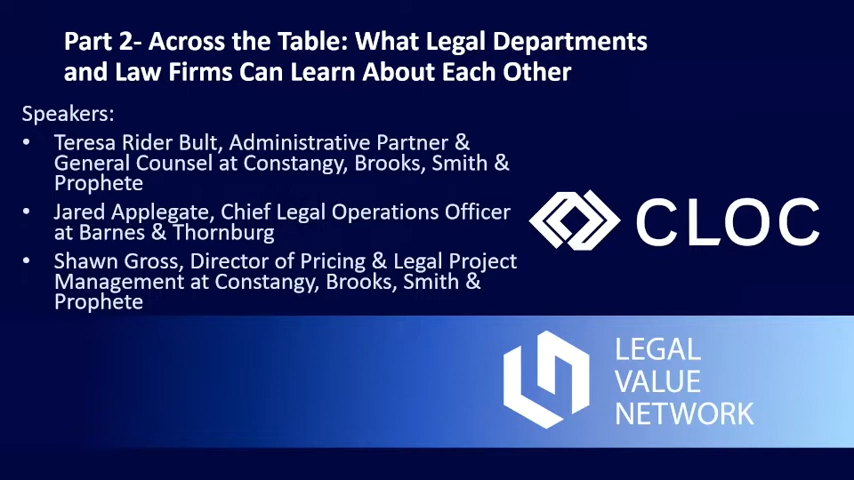 Part 2- Across the Table: What Legal Departments
and Law Firms Can Learn About Each Other
Speakers:
• Teresa Rider Bult, Administrative Partner &
General Counsel at Constangy, Brooks, Smith &
Prophete
• Jared Applegate, Chief Legal Operations Officer
at Barnes & Thornburg
• Shawn Gross, Director of Pricing & Legal Project
Management at Constangy, Brooks, Smith &
Prophete
CLOC
LEGAL
VALUE
NETWORK